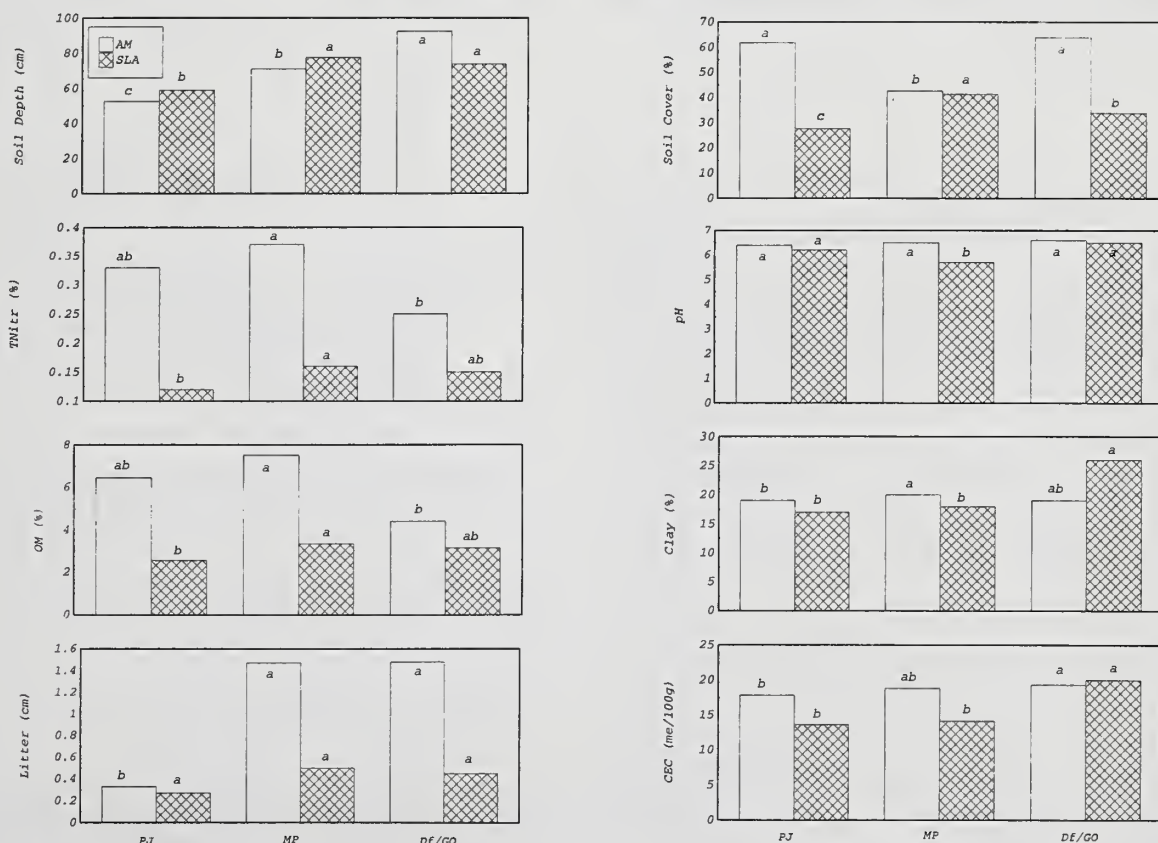 Soil Depth (cm)
100
80
60
40
20
0
AM
SLA
c b b a a a
Soil Cover (%)
70
60
50
40
30
20
10
0
a c b a a b
TNitr (%)
0.4
0.35
0.3
0.25
0.2
0.15
0.1
ab b a a b ab
pH
7
6
5
4
3
2
1
0
a a a b a a
OM (%)
8
6
4
2
0
ab b a a b ab
Clay (%)
30
25
20
15
10
5
0
b b a b ab a
Litter (cm)
1.6
1.4
1.2
1
0.8
0.6
0.4
0.2
0
b a a a a a
PJ MP Df/GO
CEC (me/100g)
25
20
15
10
5
0
b b ab b a a
PJ MP Df/GO